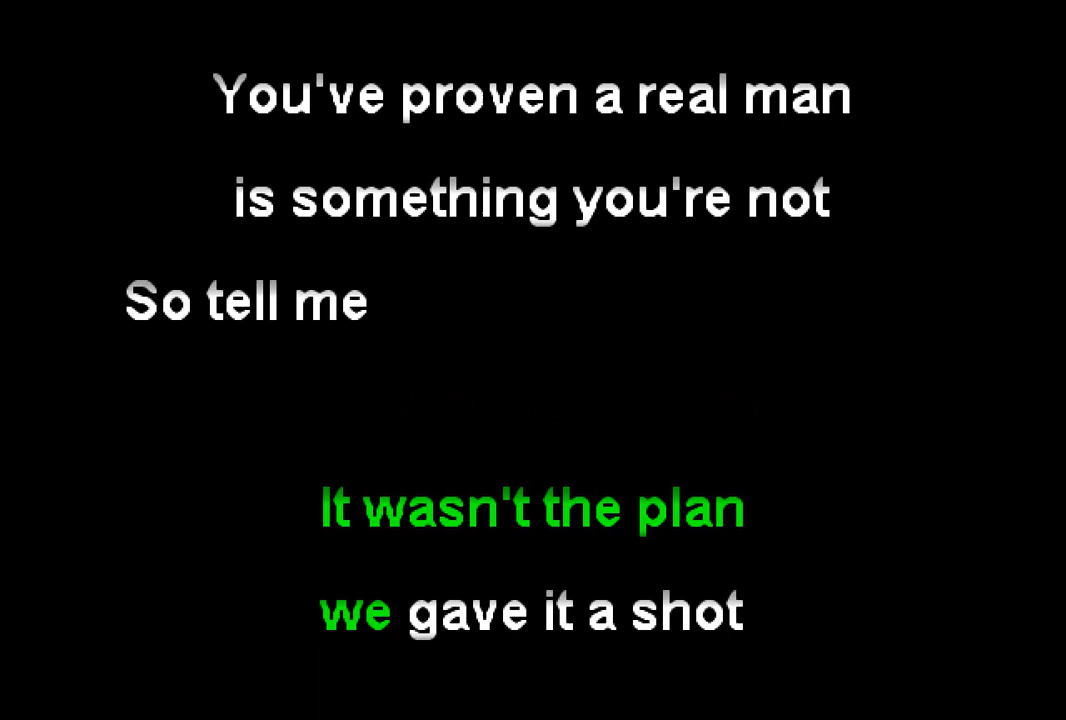 You've proven a real man
is something you're not
So tell me
It wasn't the plan
we gave it a shot